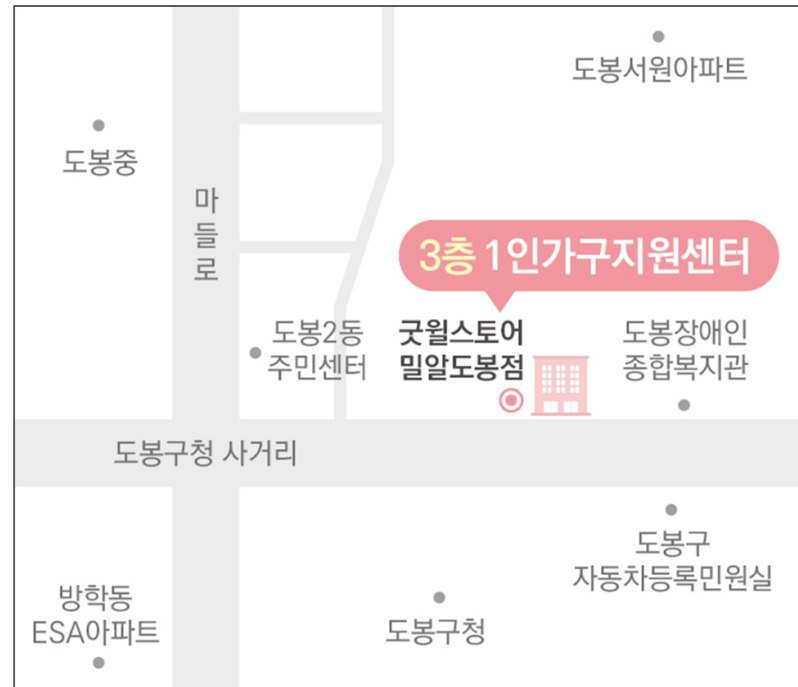 도봉서원아파트
도봉중
마들로
3층 1인가구지원센터
도봉2동
주민센터
굿윌스토어
밀알도봉점
도봉장애인
종합복지관
도봉구청 사거리
도봉구
자동차등록민원실
방학동
ESA아파트
도봉구청